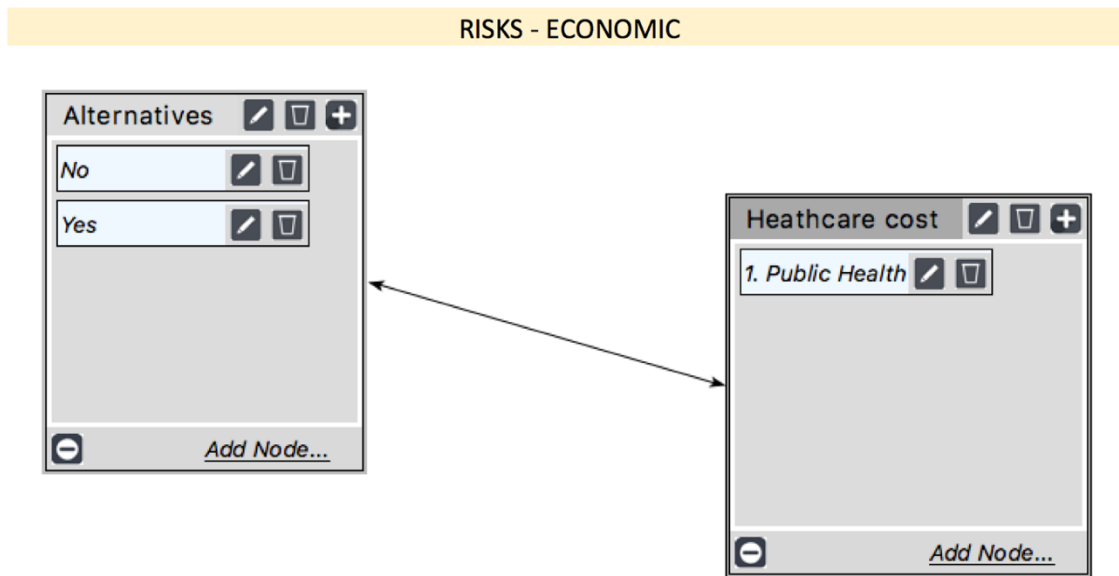 RISKS - ECONOMIC
Alternatives
No
Yes
Add Node...
Heathcare cost
1. Public Health
Add Node...